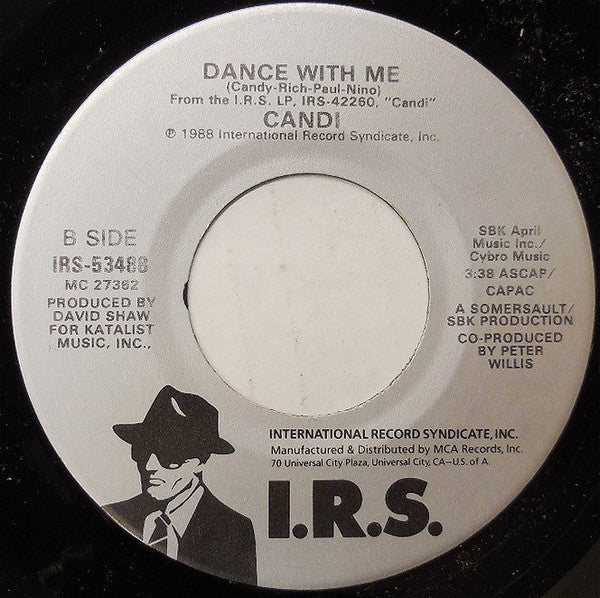 DANCE WITH ME
(Candy-Rich-Paul-Nino)
From the I.R.S. LP, IRS-42260, "Candi"
CANDI
℗ 1988 International Record Syndicate, Inc.
B SIDE
IRS-53488
MC 27362
PRODUCED BY
DAVID SHAW
FOR KATALIST
MUSIC, INC.,
SBK April
Music Inc./
Cybro Music
3:38 ASCAP/
CAPAC
A SOMERSAULT/
SBK PRODUCTION
CO-PRODUCED
BY PETER
WILLIS
INTERNATIONAL RECORD SYNDICATE, INC.
Manufactured & Distributed by MCA Records, Inc.
70 Universal City Plaza, Universal City, CA–U.S. of A.
I.R.S.